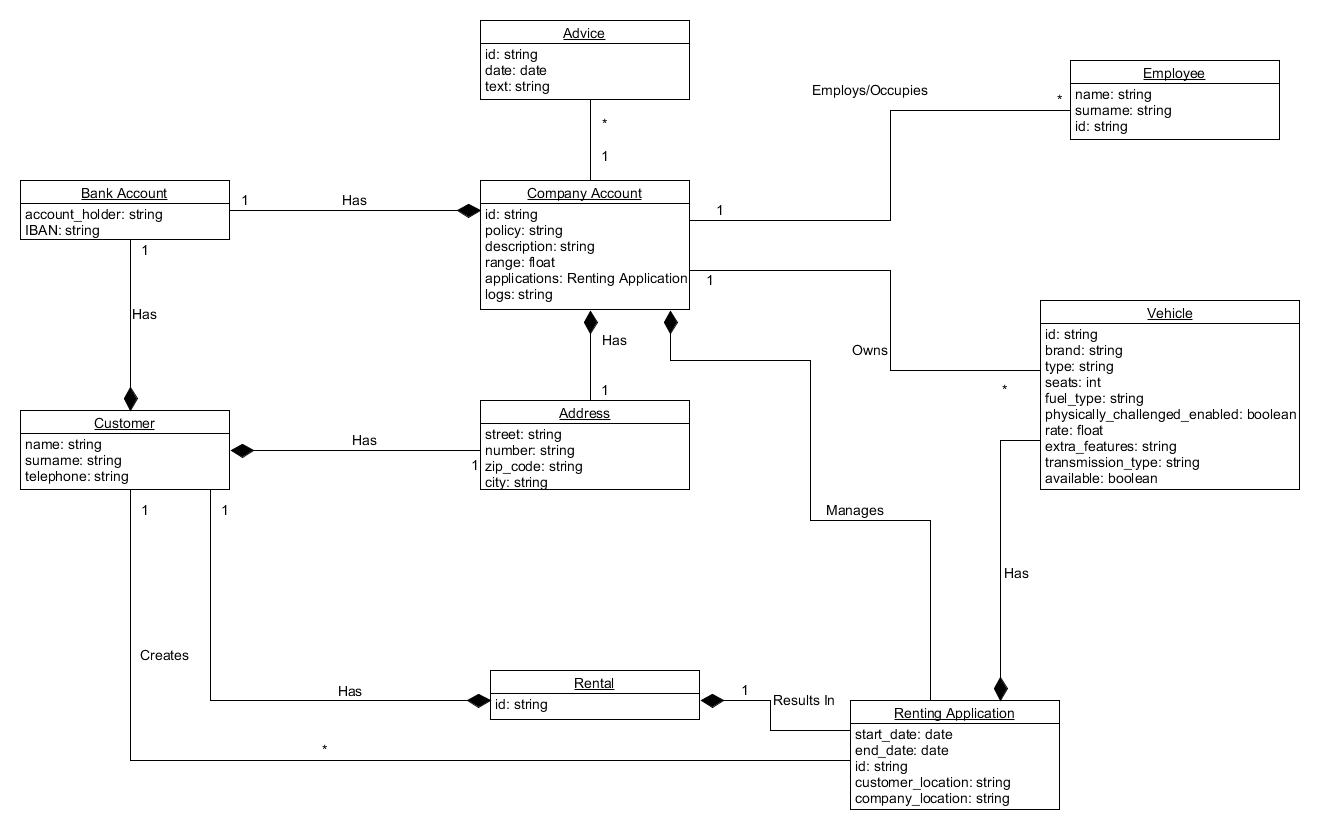 Advice
id: string
date: date
text: string
*
1
Employs/Occupies
*
Employee
name: string
surname: string
id: string
Bank Account
account_holder: string
IBAN: string
1
Has
Company Account
id: string
policy: string
description: string
range: float
applications: Renting Application
logs: string
1
1
1
Has
Has
1
Owns
*
Vehicle
id: string
brand: string
type: string
seats: int
fuel_type: string
physically_challenged_enabled: boolean
rate: float
extra_features: string
transmission_type: string
available: boolean
Customer
name: string
surname: string
telephone: string
Has
1
Address
street: string
number: string
zip_code: string
city: string
1
1
Manages
Has
Creates
Has
Rental
id: string
1
Results In
*
Renting Application
start_date: date
end_date: date
id: string
customer_location: string
company_location: string